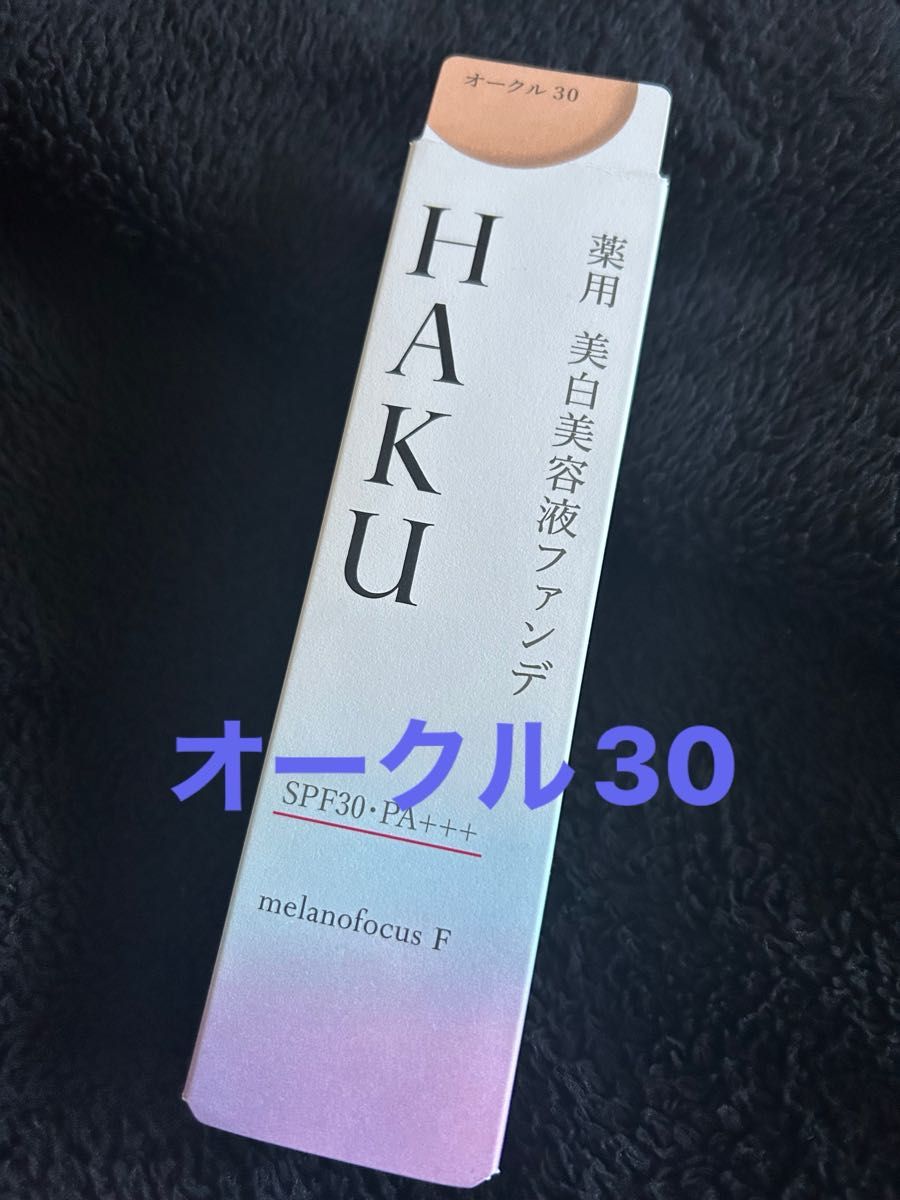 オークル 30
HAKU
薬用 美白美容液ファンデ
オークル30
SPF30・PA+++
melanofocus F